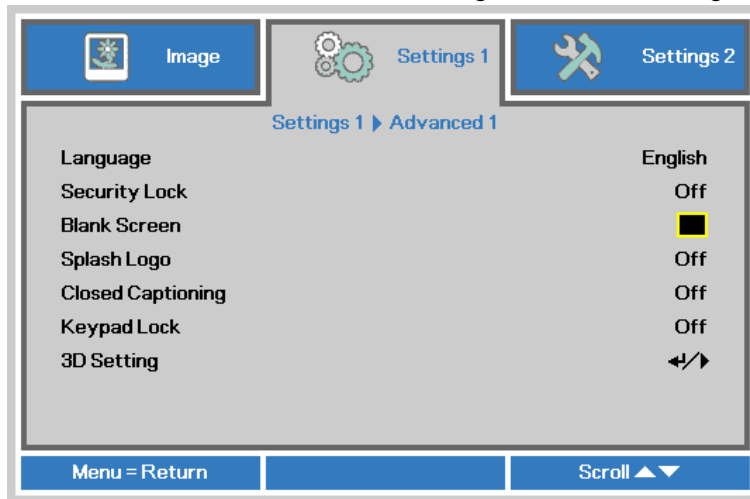 Image Settings 1 Settings 2
Settings 1 ▶ Advanced 1
Language English
Security Lock Off
Blank Screen
Splash Logo Off
Closed Captioning Off
Keypad Lock Off
3D Setting ↵/▶
Menu = Return Scroll ▲▼